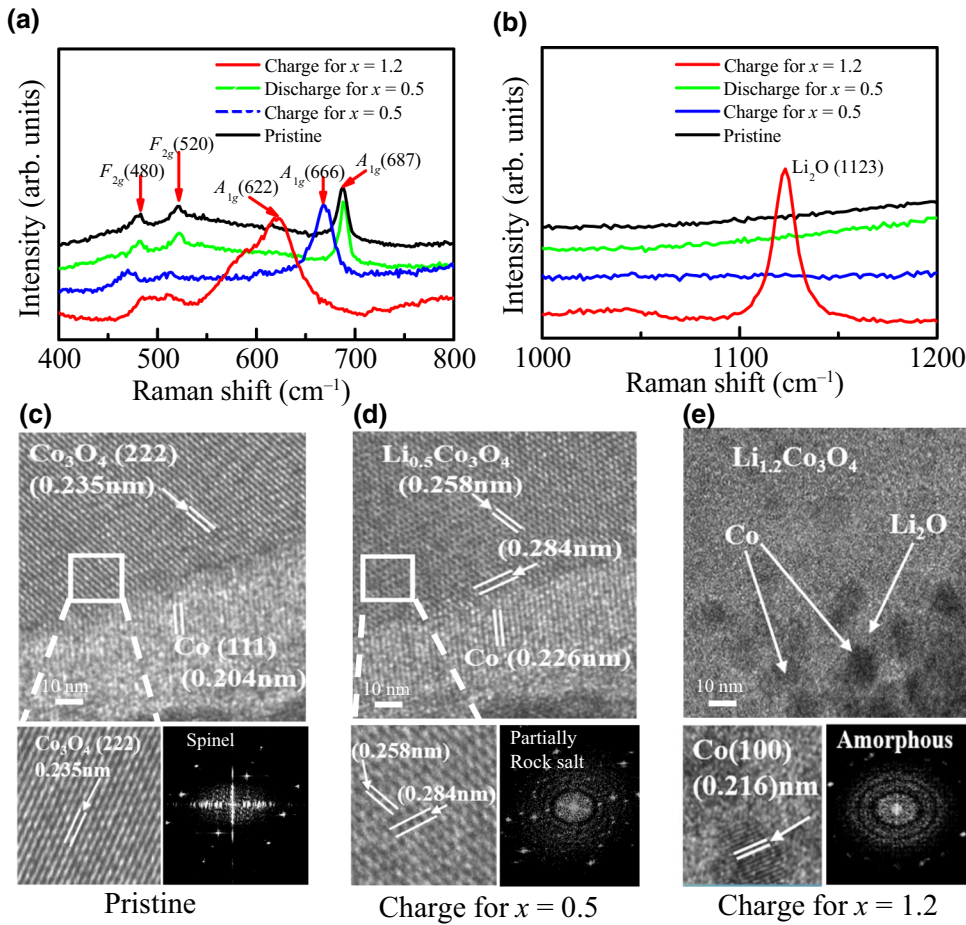 (a)
Intensity (arb. units)
Charge for x = 1.2
Discharge for x = 0.5
Charge for x = 0.5
Pristine
F2g(480)
F2g(520)
A1g(622)
A1g(666)
A1g(687)
400 500 600 700 800
Raman shift (cm–1)
(b)
Intensity (arb. units)
Charge for x = 1.2
Discharge for x = 0.5
Charge for x = 0.5
Pristine
Li2O (1123)
1000 1100 1200
Raman shift (cm–1)
(c)
Co3O4 (222)
(0.235nm)
Co (111)
(0.204nm)
10 nm
Co3O4 (222)
0.235nm
Spinel
Pristine
(d)
Li0.5Co3O4
(0.258nm)
(0.284nm)
Co (0.226nm)
10 nm
(0.258nm)
(0.284nm)
Partially
Rock salt
Charge for x = 0.5
(e)
Li1.2Co3O4
Co
Li2O
10 nm
Co(100)
(0.216)nm
Amorphous
Charge for x = 1.2